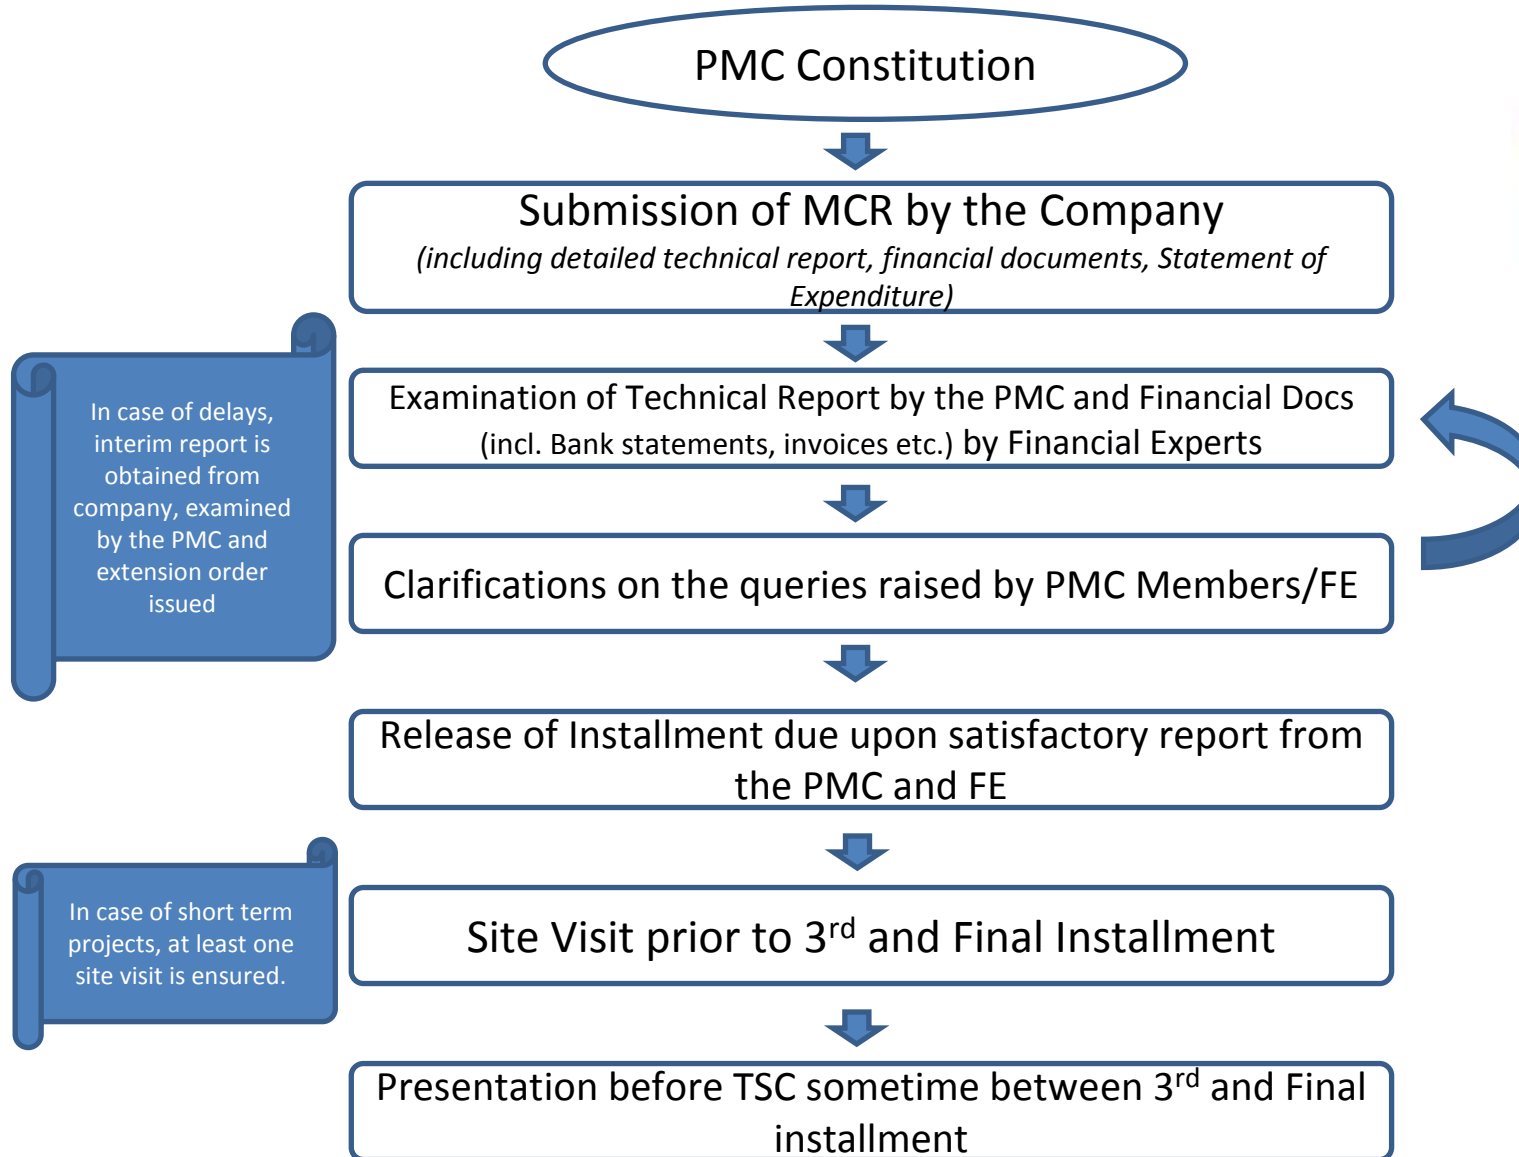 PMC Constitution
Submission of MCR by the Company
(including detailed technical report, financial documents, Statement of
Expenditure)
In case of delays,
interim report is
obtained from
company, examined
by the PMC and
extension order
issued
Examination of Technical Report by the PMC and Financial Docs
(incl. Bank statements, invoices etc.) by Financial Experts
Clarifications on the queries raised by PMC Members/FE
Release of Installment due upon satisfactory report from
the PMC and FE
In case of short term
projects, at least one
site visit is ensured.
Site Visit prior to 3rd and Final Installment
Presentation before TSC sometime between 3rd and Final
installment